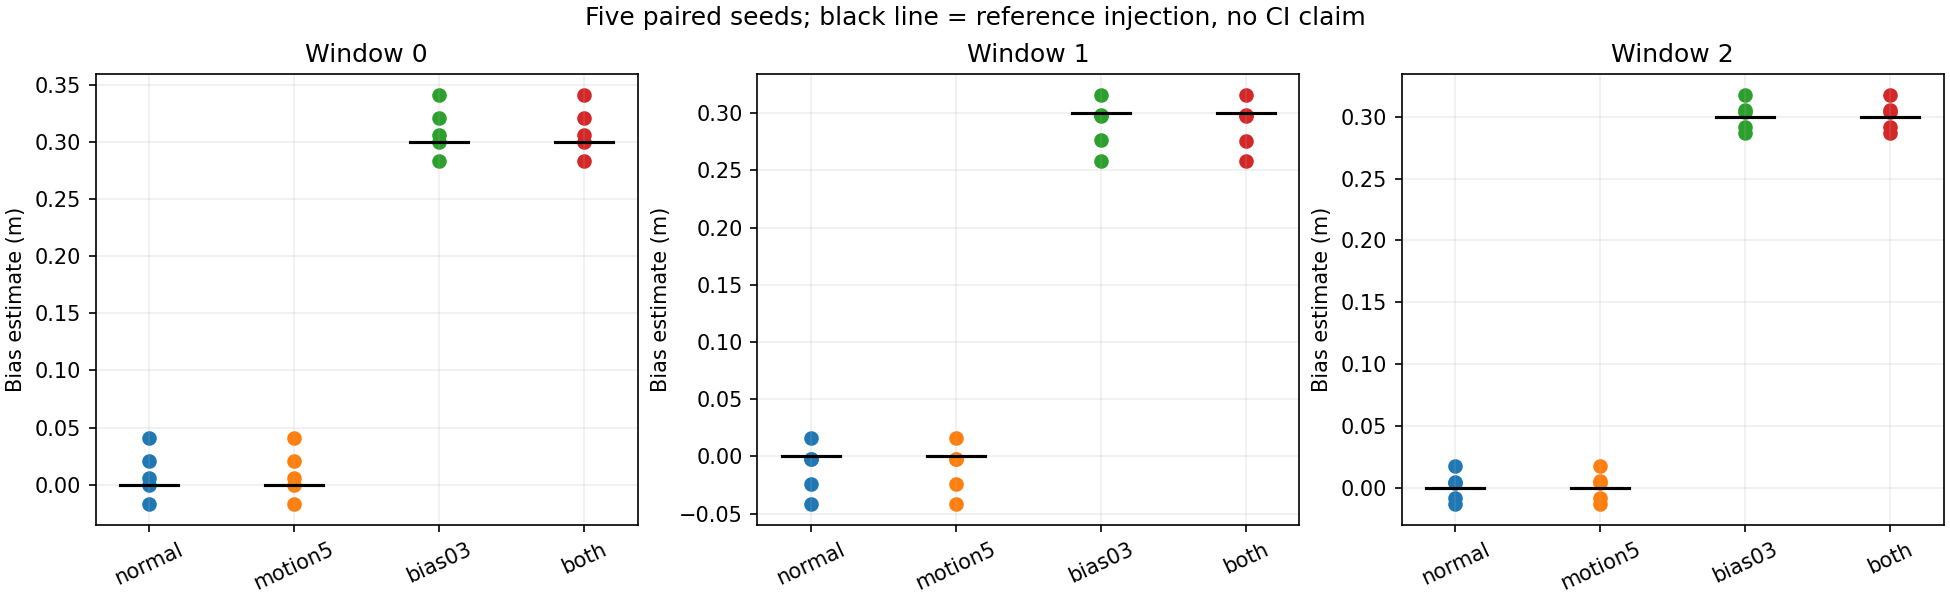 Five paired seeds; black line = reference injection, no CI claim
Window 0
Bias estimate (m)
0.35
0.30
0.25
0.20
0.15
0.10
0.05
0.00
normal
motion5
bias03
both
Window 1
Bias estimate (m)
0.30
0.25
0.20
0.15
0.10
0.05
0.00
−0.05
normal
motion5
bias03
both
Window 2
Bias estimate (m)
0.30
0.25
0.20
0.15
0.10
0.05
0.00
normal
motion5
bias03
both